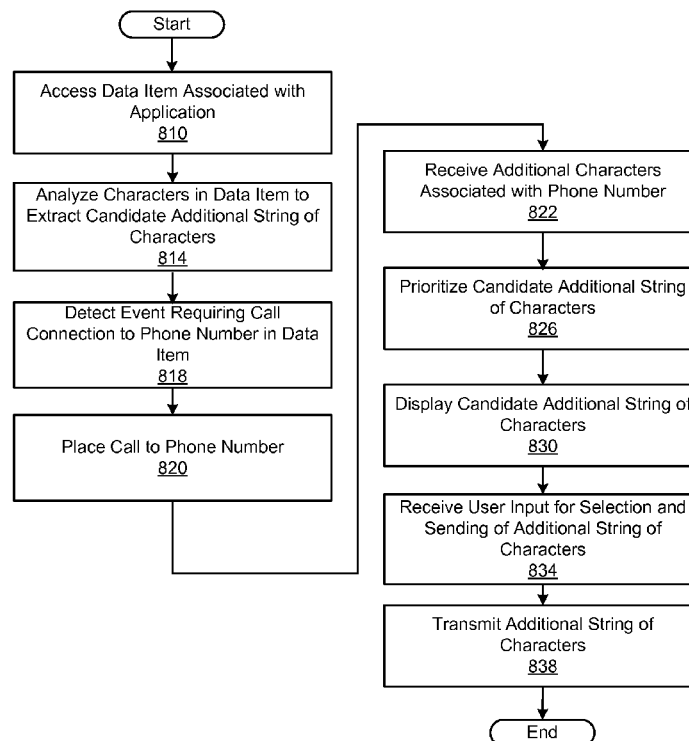 Start
Access Data Item Associated with
Application
810
Analyze Characters in Data Item to
Extract Candidate Additional String of
Characters
814
Detect Event Requiring Call
Connection to Phone Number in Data
Item
818
Place Call to Phone Number
820
Receive Additional Characters
Associated with Phone Number
822
Prioritize Candidate Additional String
of Characters
826
Display Candidate Additional String of
Characters
830
Receive User Input for Selection and
Sending of Additional String of
Characters
834
Transmit Additional String of
Characters
838
End